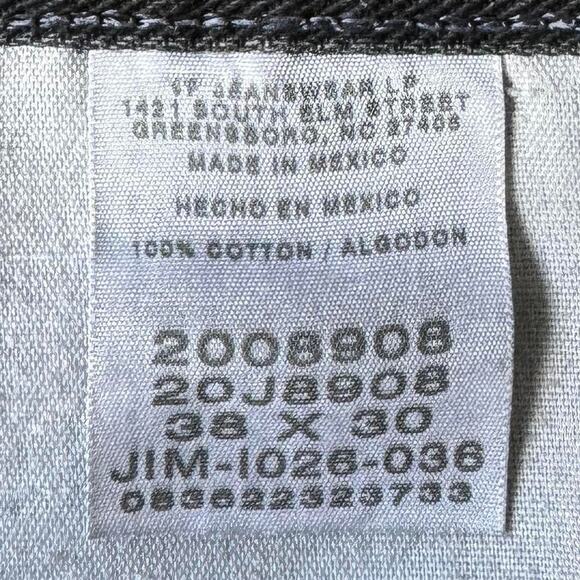 JEANSWEAR LP
1421 SOUTH ELM STREET
GREENSBORO, NC 27406
MADE IN MEXICO
HECHO EN MEXICO
100% COTTON / ALGODON
2008908
20J8908
38 X 30
JIM-1026-036
083622323733